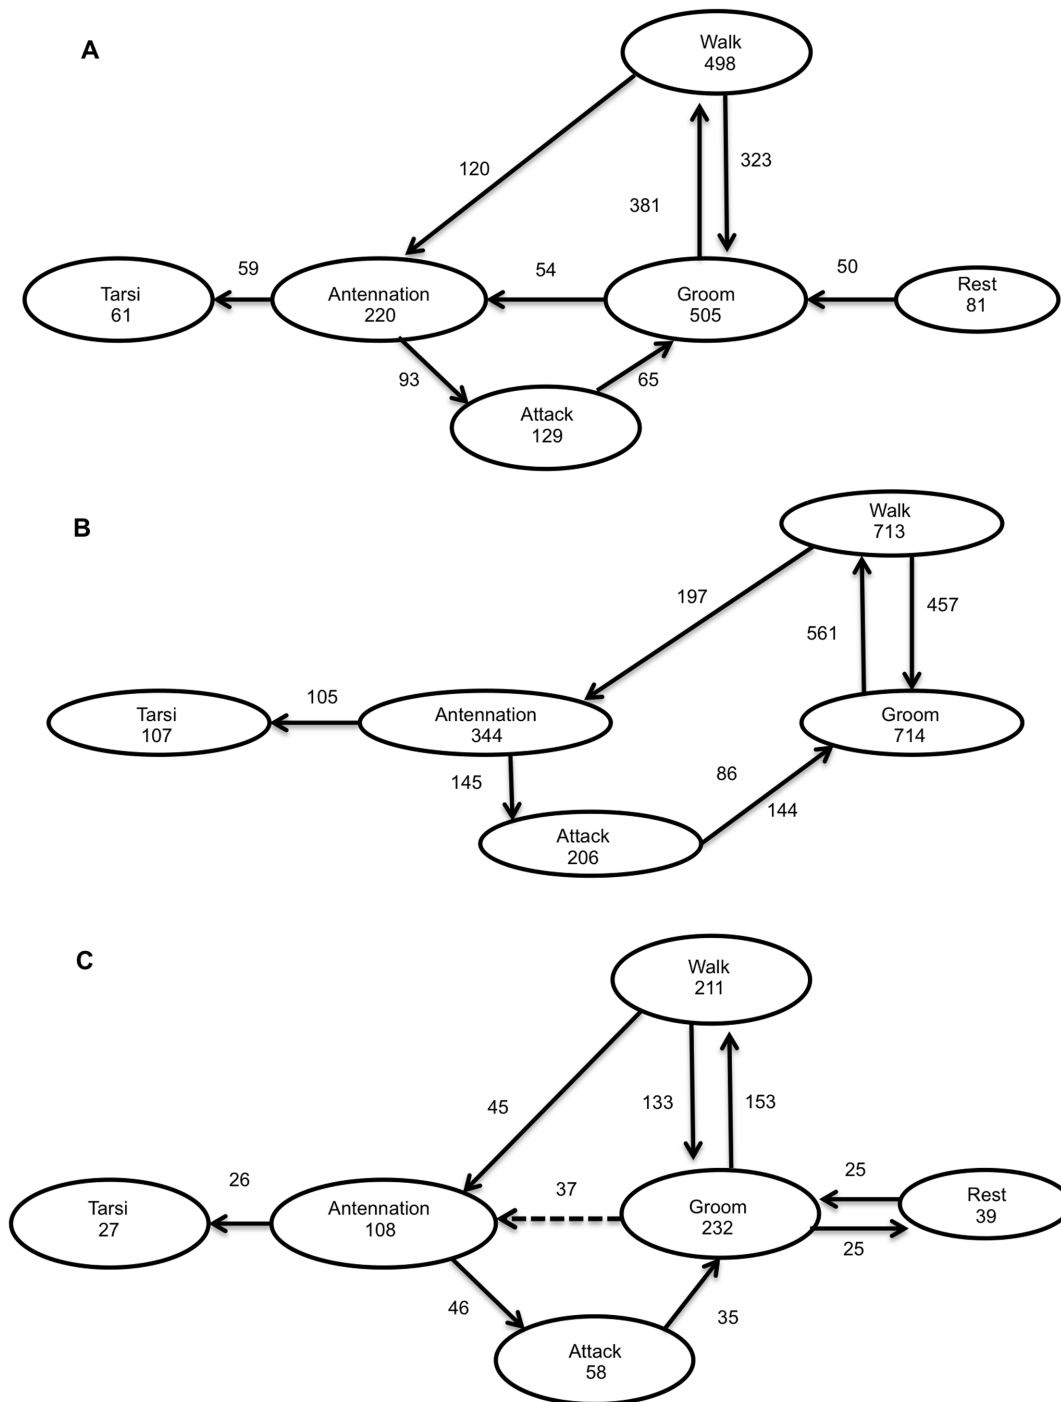 A
Walk
498
120
323
381
59
54
50
Tarsi
61
Antennation
220
Groom
505
Rest
81
93
65
Attack
129
B
Walk
713
197
457
561
105
Tarsi
107
Antennation
344
Groom
714
145
86
144
Attack
206
C
Walk
211
45
133
153
26
37
25
Tarsi
27
Antennation
108
Groom
232
Rest
39
25
46
35
Attack
58